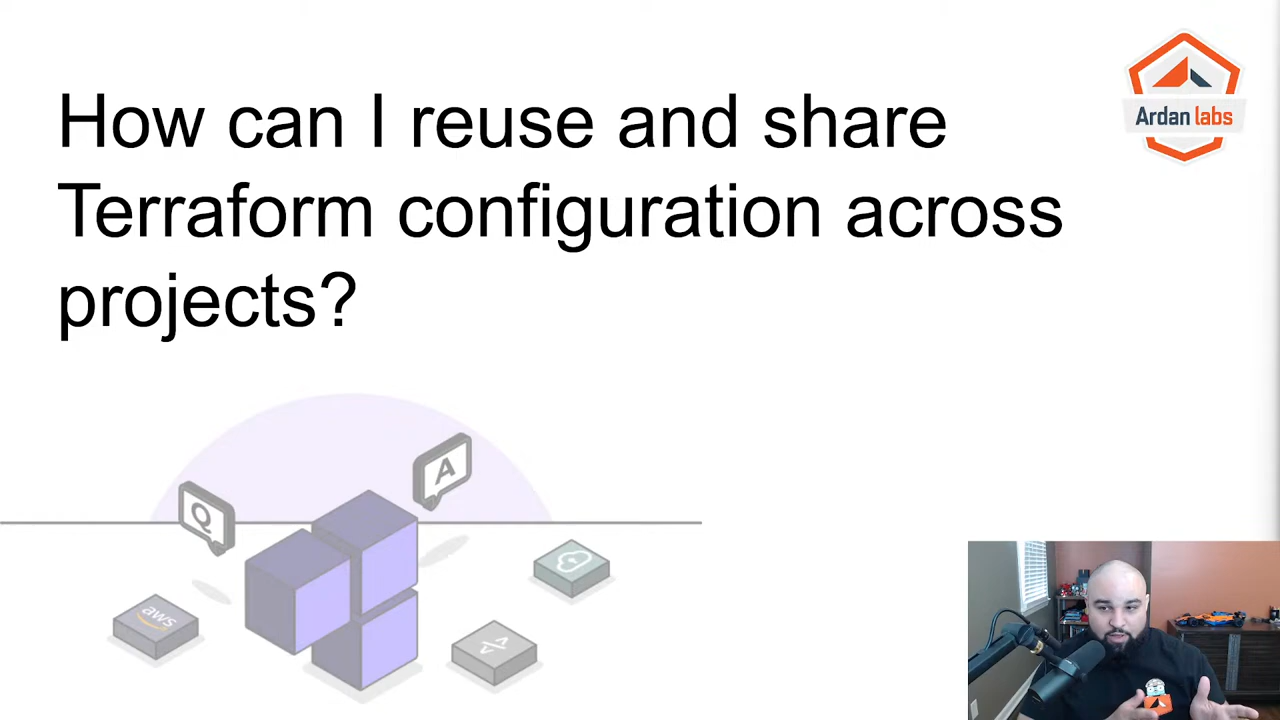 How can I reuse and share
Terraform configuration across
projects?
Ardan labs
Q
A
aws